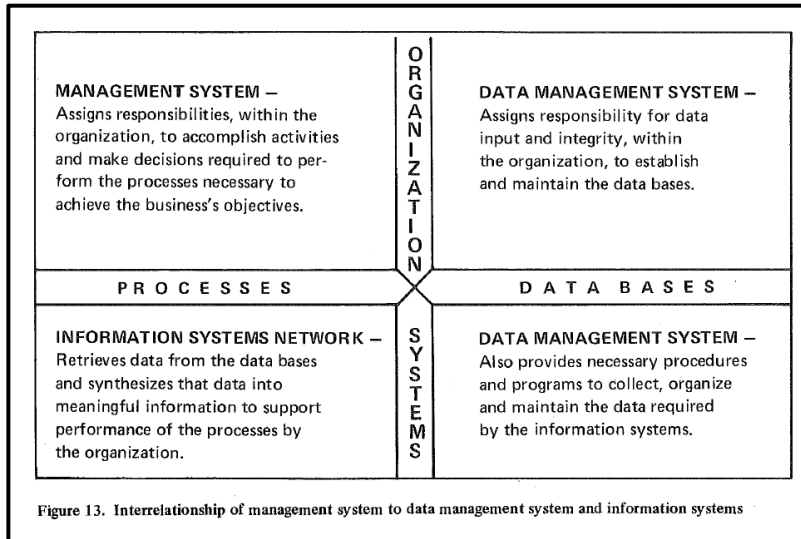 ORGANIZATION
MANAGEMENT SYSTEM –
Assigns responsibilities, within the
organization, to accomplish activities
and make decisions required to per-
form the processes necessary to
achieve the business's objectives.
DATA MANAGEMENT SYSTEM –
Assigns responsibility for data
input and integrity, within
the organization, to establish
and maintain the data bases.
PROCESSES
DATA BASES
INFORMATION SYSTEMS NETWORK –
Retrieves data from the data bases
and synthesizes that data into
meaningful information to support
performance of the processes by
the organization.
SYSTEMS
DATA MANAGEMENT SYSTEM –
Also provides necessary procedures
and programs to collect, organize
and maintain the data required
by the information systems.
Figure 13. Interrelationship of management system to data management system and information systems